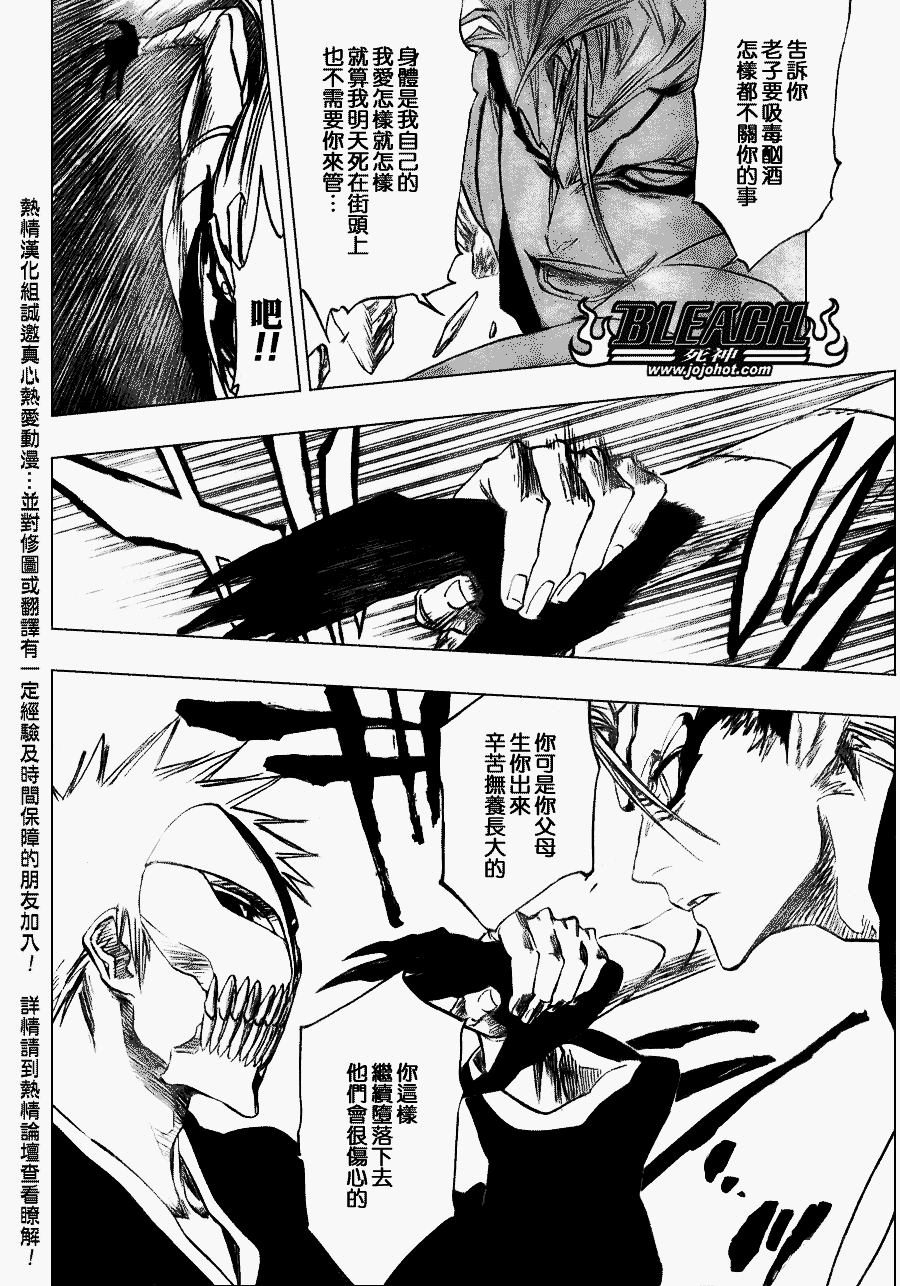 告訴你
老子要吸毒酗酒
怎樣都不關你的事
身體是我自己的
我愛怎樣就怎樣
就算我明天死在街頭上
也不需要你來管…
吧!!
BLEACH
死神
www.jojohot.com
你可是你父母
生你出來
辛苦撫養長大的
你這樣
繼續墮落下去
他們會很傷心的
熱情漢化組誠邀真心熱愛動漫…並對修圖或翻譯有一定經驗及時間保障的朋友加入! 詳情請到熱情論壇查看瞭解!